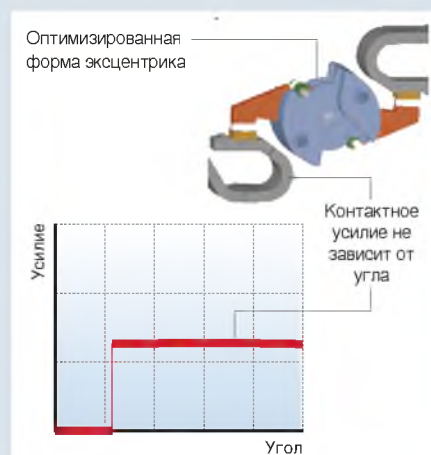 Оптимизированная
форма эксцентрика
Контактное
усилие не
зависит от
угла
Усилие
Угол